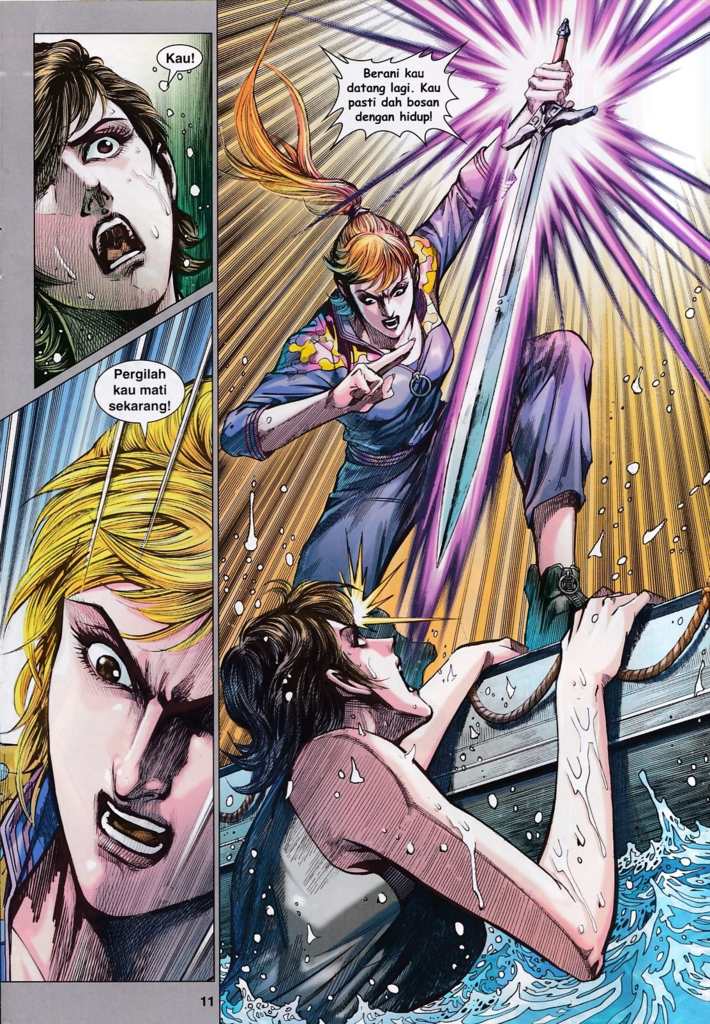 Berani kau
datang lagi. Kau
pasti dah bosan
dengan hidup!
Kau!
Pergilah
kau mati
sekarang!
11